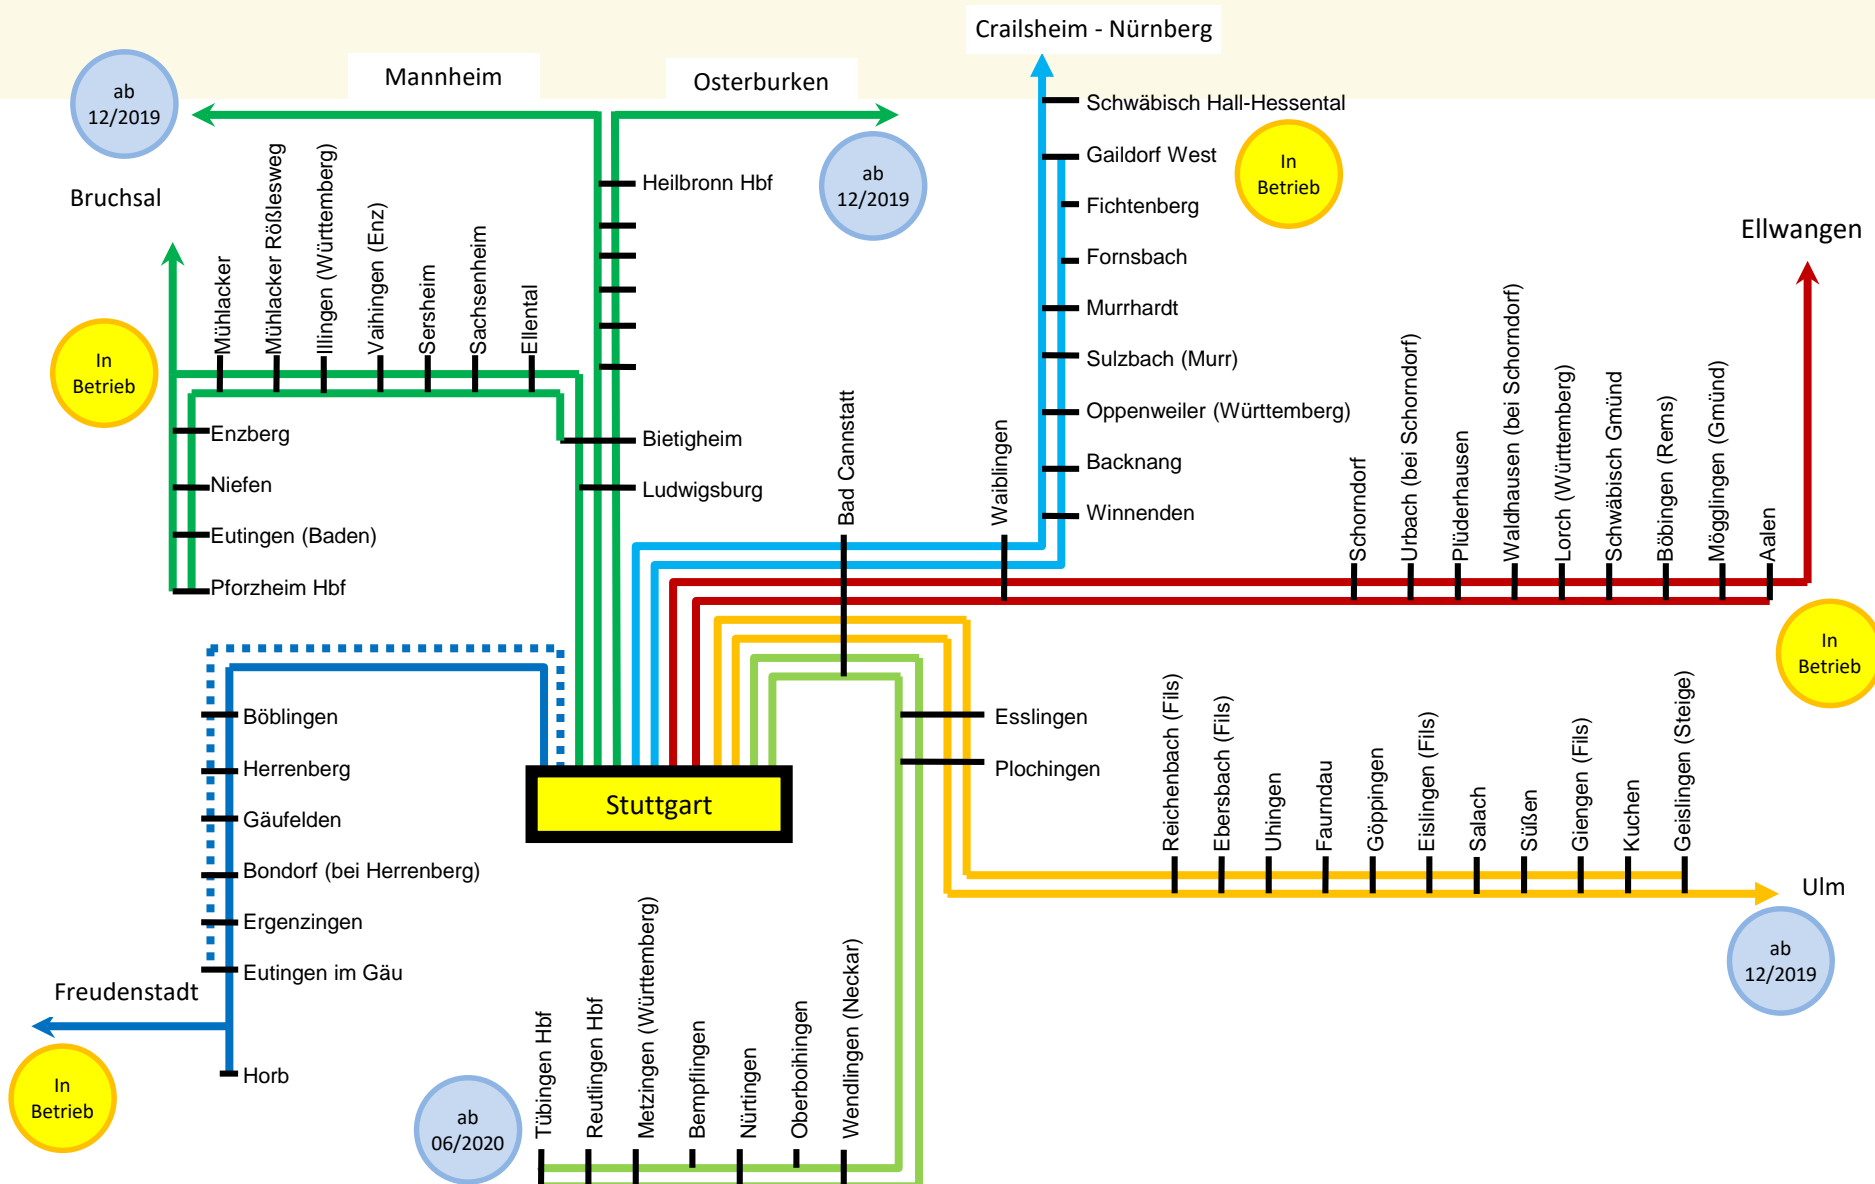 Crailsheim - Nürnberg
Mannheim
Osterburken
ab
12/2019
Schwäbisch Hall-Hessental
Gaildorf West
In
Betrieb
Fichtenberg
Fornsbach
Murrhardt
Sulzbach (Murr)
Oppenweiler (Württemberg)
Backnang
Winnenden
Heilbronn Hbf
ab
12/2019
Bruchsal
Mühlacker
Mühlacker Rößlesweg
Illingen (Württemberg)
Vaihingen (Enz)
Sersheim
Sachsenheim
Ellental
In
Betrieb
Enzberg
Niefen
Eutingen (Baden)
Pforzheim Hbf
Bietigheim
Ludwigsburg
Bad Cannstatt
Waiblingen
Ellwangen
Schorndorf
Urbach (bei Schorndorf)
Plüderhausen
Waldhausen (bei Schorndorf)
Lorch (Württemberg)
Schwäbisch Gmünd
Böbingen (Rems)
Mögglingen (Gmünd)
Aalen
In
Betrieb
Böblingen
Herrenberg
Gäufelden
Bondorf (bei Herrenberg)
Ergenzingen
Eutingen im Gäu
Freudenstadt
In
Betrieb
Horb
Stuttgart
Esslingen
Plochingen
Reichenbach (Fils)
Ebersbach (Fils)
Uhingen
Faurndau
Göppingen
Eislingen (Fils)
Salach
Süßen
Giengen (Fils)
Kuchen
Geislingen (Steige)
Ulm
ab
12/2019
ab
06/2020
Tübingen Hbf
Reutlingen Hbf
Metzingen (Württemberg)
Bempflingen
Nürtingen
Oberboihingen
Wendlingen (Neckar)